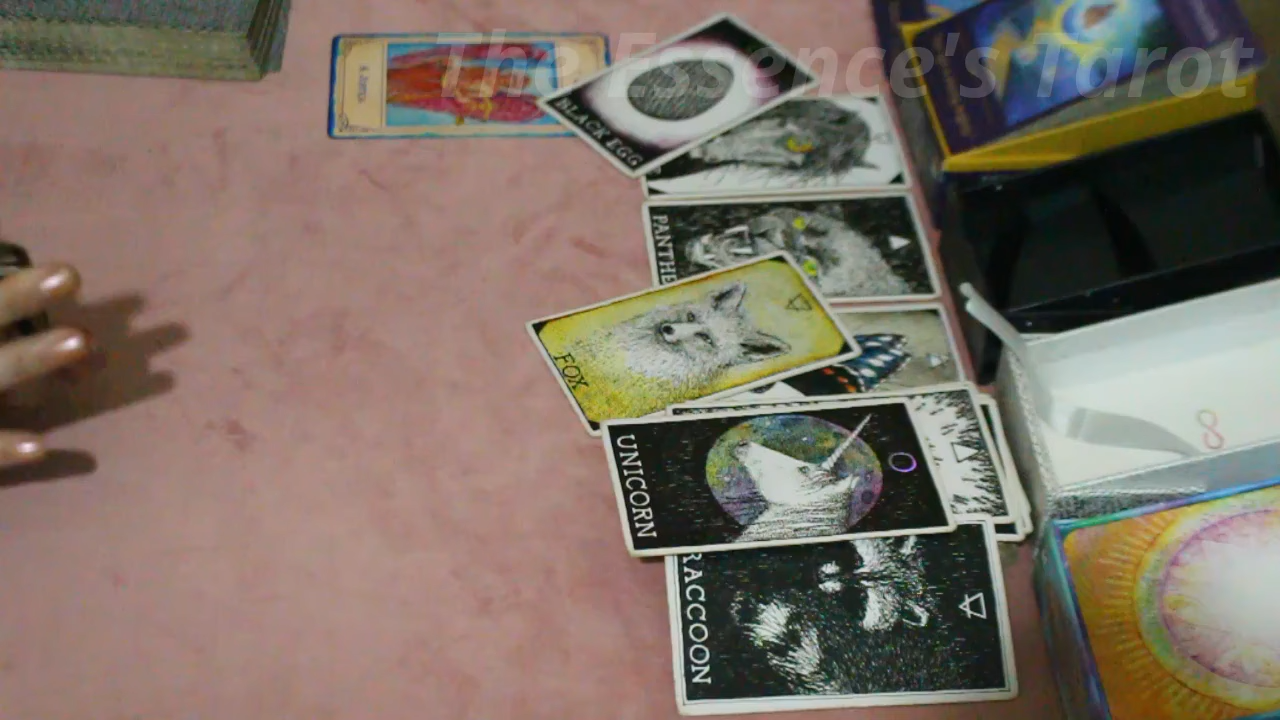 The Essence's Tarot
BLACK EGG
PANTHE
FOX
UNICORN
RACCOON